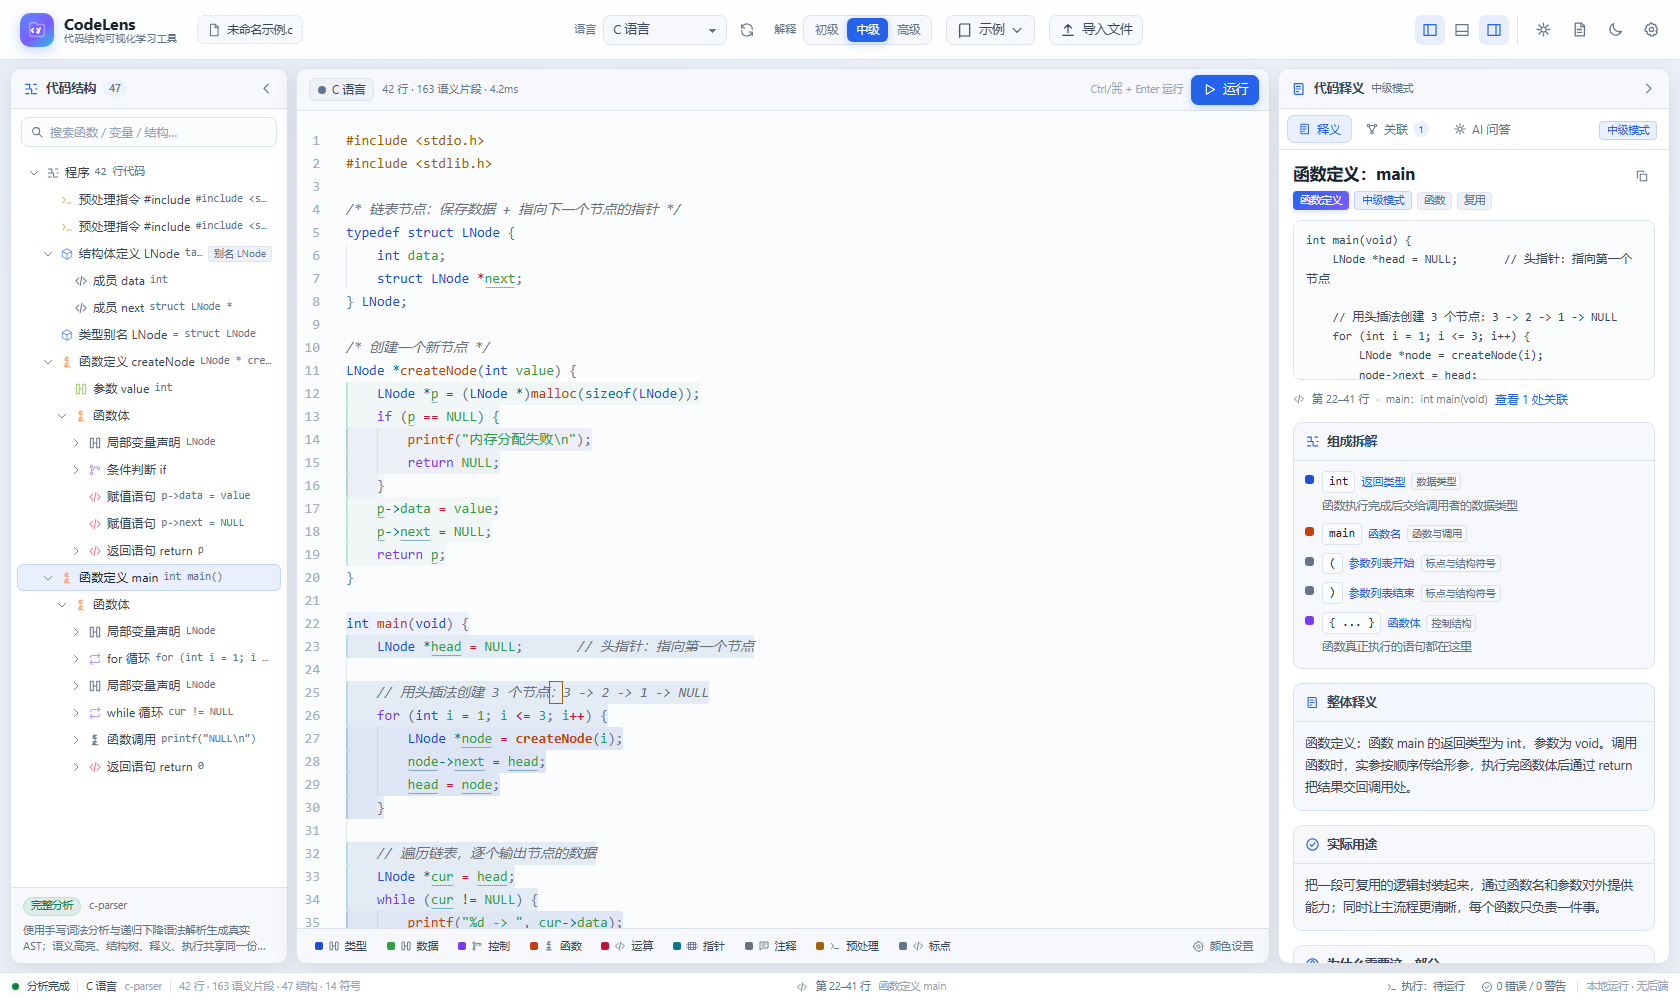 CodeLens
代码结构可视化学习工具
未命名示例.c
语言 C 语言
解释 初级 中级 高级
示例
导入文件
代码结构 47
搜索函数 / 变量 / 结构...
程序 42 行代码
预处理指令 #include #include <s…
预处理指令 #include #include <s…
结构体定义 LNode ta… 别名 LNode
成员 data int
成员 next struct LNode *
类型别名 LNode = struct LNode
函数定义 createNode LNode * cre…
参数 value int
函数体
局部变量声明 LNode
条件判断 if
赋值语句 p->data = value
赋值语句 p->next = NULL
返回语句 return p
函数定义 main int main()
函数体
局部变量声明 LNode
for 循环 for (int i = 1; i …
局部变量声明 LNode
while 循环 cur != NULL
函数调用 printf("NULL\n")
返回语句 return 0
完整分析 c-parser
使用手写词法分析与递归下降语法解析生成真实
AST；语义高亮、结构树、释义、执行共享同一份…
C 语言 42 行 · 163 语义片段 · 4.2ms
Ctrl/⌘ + Enter 运行 运行
1 #include <stdio.h>
2 #include <stdlib.h>
3
4 /* 链表节点：保存数据 + 指向下一个节点的指针 */
5 typedef struct LNode {
6 int data;
7 struct LNode *next;
8 } LNode;
9
10 /* 创建一个新节点 */
11 LNode *createNode(int value) {
12 LNode *p = (LNode *)malloc(sizeof(LNode));
13 if (p == NULL) {
14 printf("内存分配失败\n");
15 return NULL;
16 }
17 p->data = value;
18 p->next = NULL;
19 return p;
20 }
21
22 int main(void) {
23 LNode *head = NULL; // 头指针：指向第一个节点
24
25 // 用头插法创建 3 个节点：3 -> 2 -> 1 -> NULL
26 for (int i = 1; i <= 3; i++) {
27 LNode *node = createNode(i);
28 node->next = head;
29 head = node;
30 }
31
32 // 遍历链表，逐个输出节点的数据
33 LNode *cur = head;
34 while (cur != NULL) {
35 printf("%d -> ", cur->data);
类型 数据 控制 函数 运算 指针 注释 预处理 标点
颜色设置
代码释义 中级模式
释义 关联 1 AI 问答 中级模式
函数定义：main
函数定义 中级模式 函数 复用
int main(void) {
LNode *head = NULL; // 头指针：指向第一个
节点
// 用头插法创建 3 个节点：3 -> 2 -> 1 -> NULL
for (int i = 1; i <= 3; i++) {
LNode *node = createNode(i);
node->next = head;
第 22–41 行 · main：int main(void) 查看 1 处关联
组成拆解
int 返回类型 数据类型
函数执行完成后交给调用者的数据类型
main 函数名 函数与调用
( 参数列表开始 标点与结构符号
) 参数列表结束 标点与结构符号
{ ... } 函数体 控制结构
函数真正执行的语句都在这里
整体释义
函数定义：函数 main 的返回类型为 int，参数为 void。调用
函数时，实参按顺序传给形参，执行完函数体后通过 return
把结果交回调用处。
实际用途
把一段可复用的逻辑封装起来，通过函数名和参数对外提供
能力；同时让主流程更清晰，每个函数只负责一件事。
为什么需要这一部分
分析完成 C 语言 c-parser 42 行 · 163 语义片段 · 47 结构 · 14 符号
第 22–41 行 函数定义 main
执行：待运行 0 错误 / 0 警告 本地运行 · 无后端